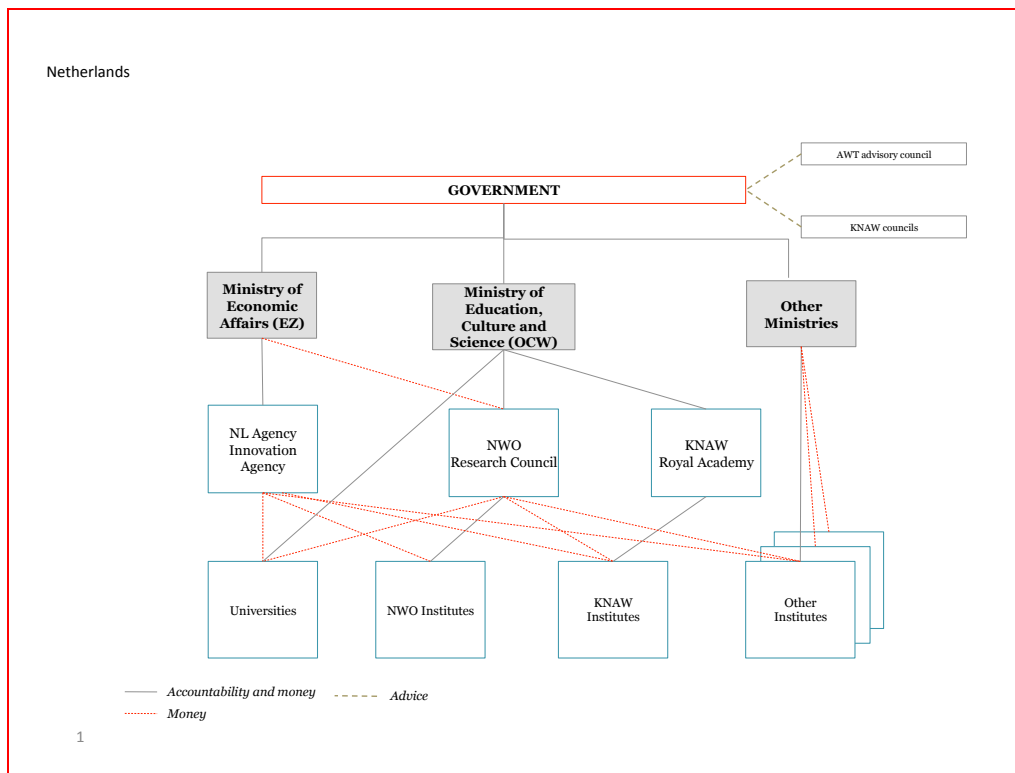 Netherlands
AWT advisory council
GOVERNMENT
KNAW councils
Ministry of
Economic
Affairs (EZ)
Ministry of
Education,
Culture and
Science (OCW)
Other
Ministries
NL Agency
Innovation
Agency
NWO
Research Council
KNAW
Royal Academy
Universities
NWO Institutes
KNAW
Institutes
Other
Institutes
Accountability and money
Advice
Money
1